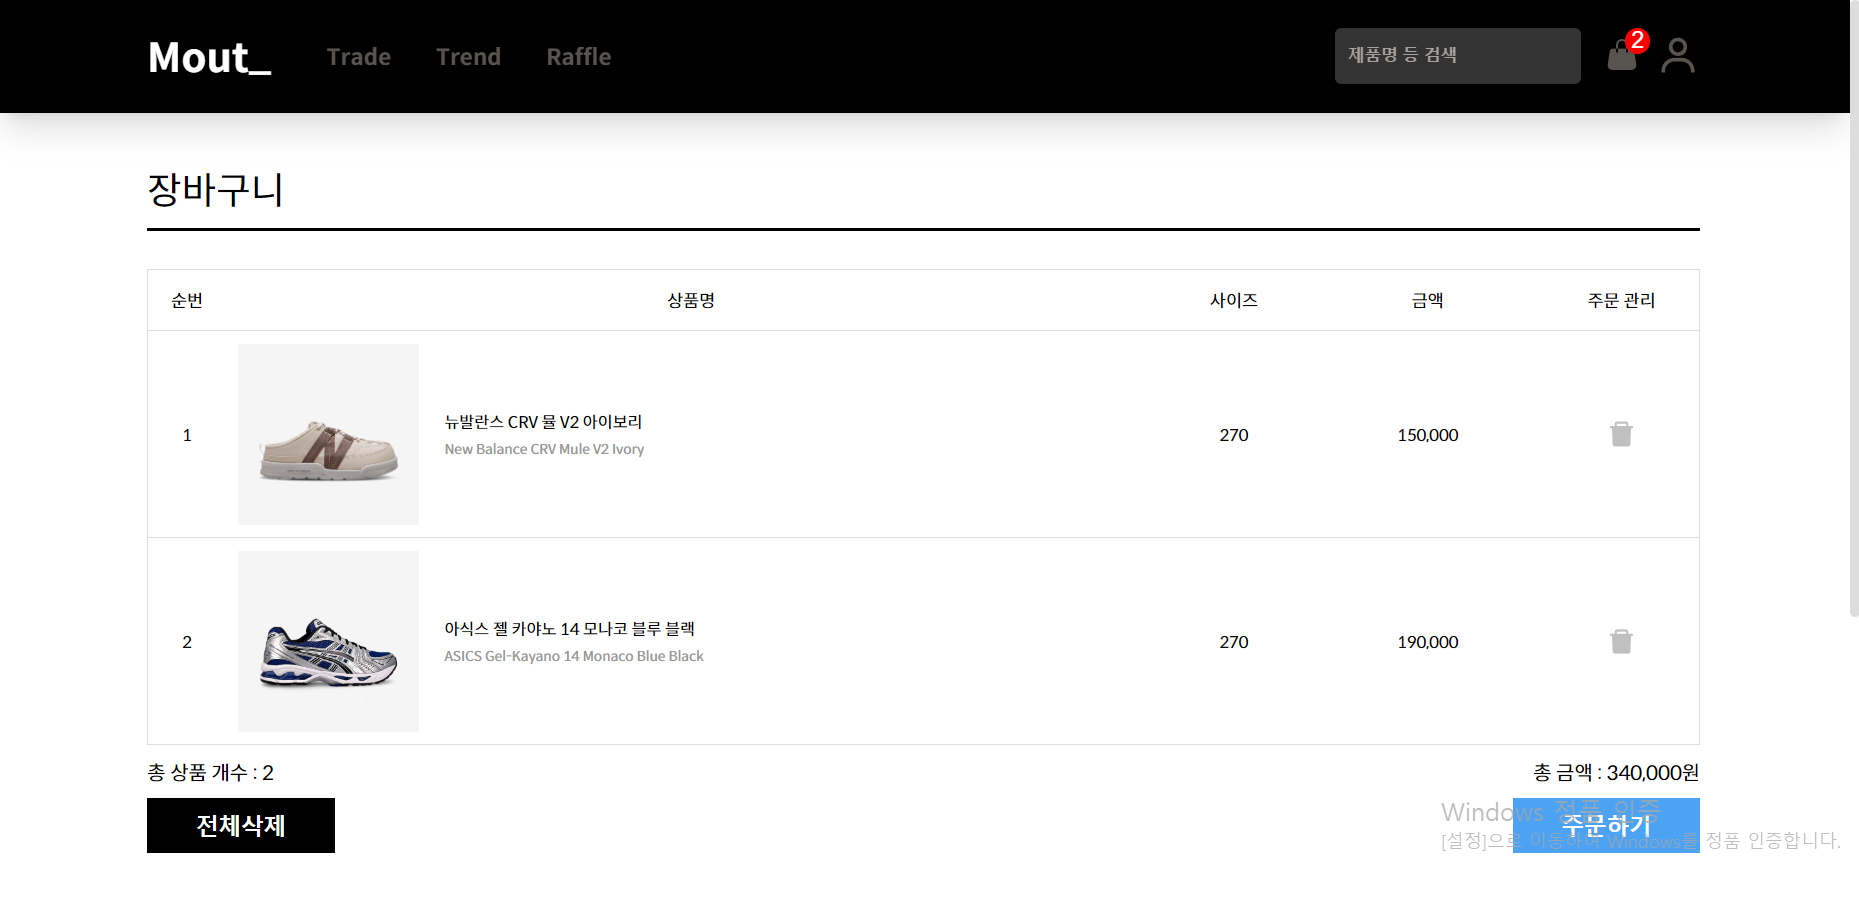 Mout_ Trade Trend Raffle 제품명 등 검색 2
장바구니
순번 상품명 사이즈 금액 주문 관리
뉴발란스 CRV 뮬 V2 아이보리
1 270 150,000
New Balance CRV Mule V2 Ivory
아식스 젤 카야노 14 모나코 블루 블랙
2 270 190,000
ASICS Gel-Kayano 14 Monaco Blue Black
총 상품 개수 : 2 총 금액 : 340,000원
전체삭제 주문하기
Windows 정품 인증
[설정]으로 이동하여 Windows를 정품 인증합니다.